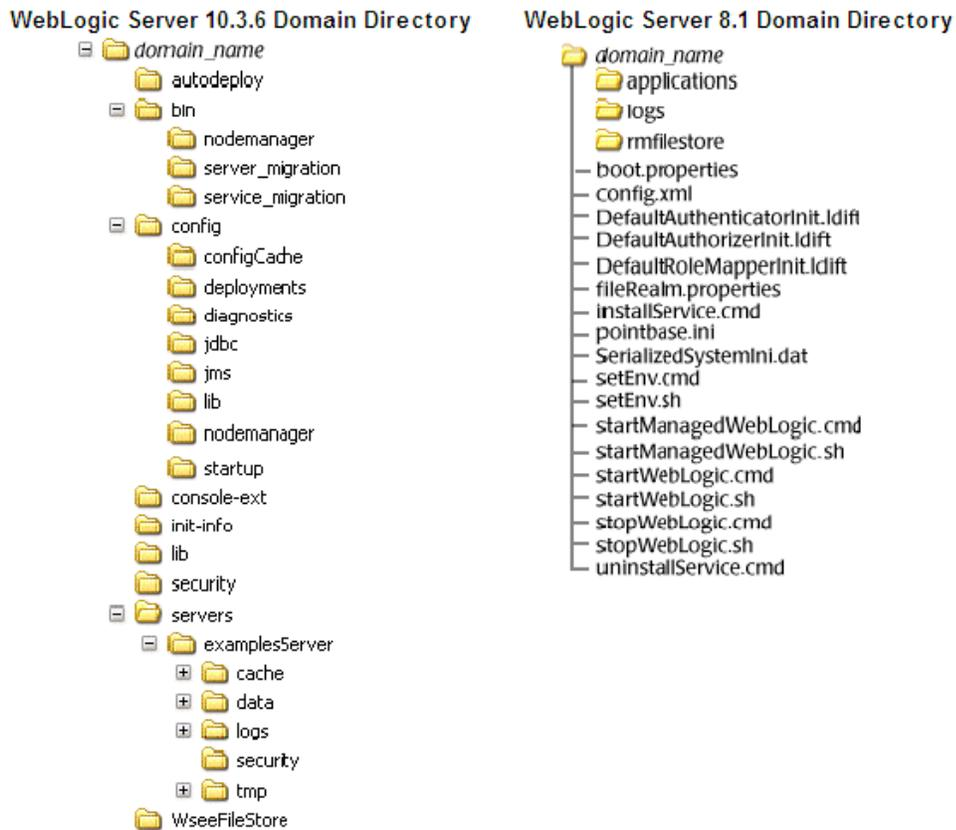 WebLogic Server 10.3.6 Domain Directory
domain_name
autodeploy
bin
nodemanager
server_migration
service_migration
config
configCache
deployments
diagnostics
jdbc
jms
lib
nodemanager
startup
console-ext
init-info
lib
security
servers
examplesServer
cache
data
logs
security
tmp
WseeFileStore
WebLogic Server 8.1 Domain Directory
domain_name
applications
logs
rmfilestore
boot.properties
config.xml
DefaultAuthenticatorInit.ldift
DefaultAuthorizerInit.ldift
DefaultRoleMapperInit.ldift
fileRealm.properties
installService.cmd
pointbase.ini
SerializedSystemIni.dat
setEnv.cmd
setEnv.sh
startManagedWebLogic.cmd
startManagedWebLogic.sh
startWebLogic.cmd
startWebLogic.sh
stopWebLogic.cmd
stopWebLogic.sh
uninstallService.cmd